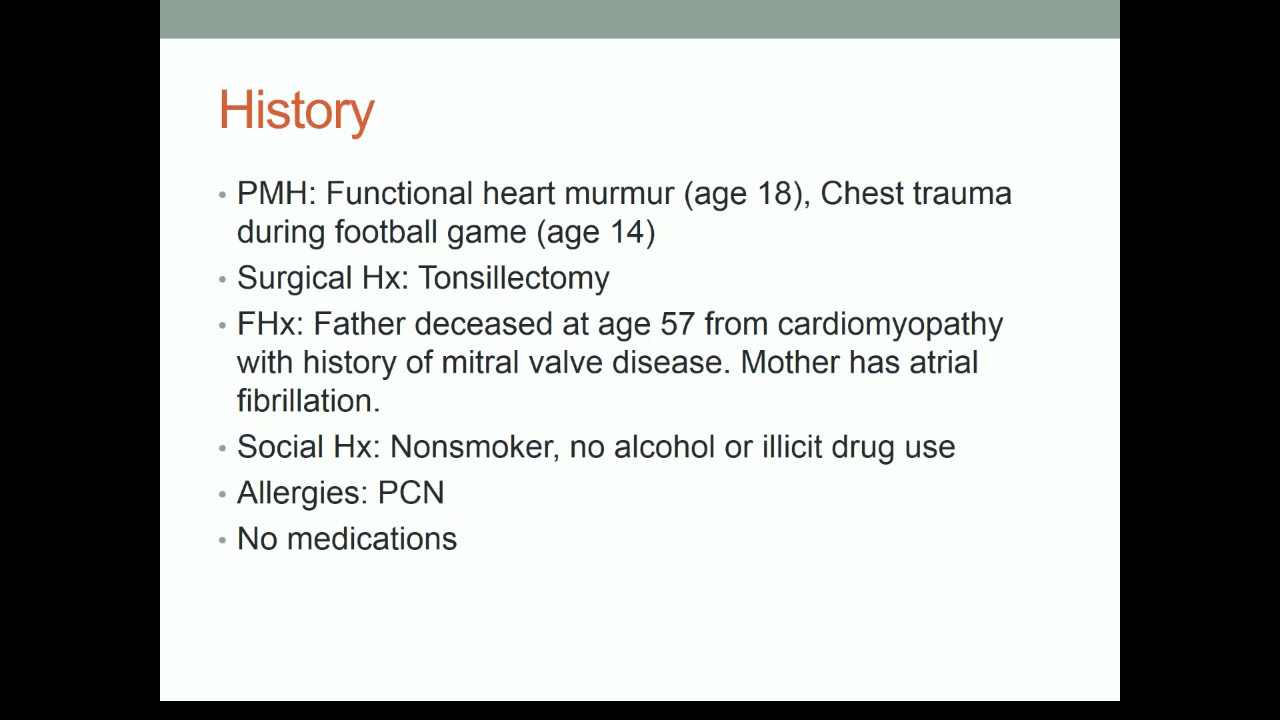 History
• PMH: Functional heart murmur (age 18), Chest trauma
during football game (age 14)
• Surgical Hx: Tonsillectomy
• FHx: Father deceased at age 57 from cardiomyopathy
with history of mitral valve disease. Mother has atrial
fibrillation.
• Social Hx: Nonsmoker, no alcohol or illicit drug use
• Allergies: PCN
• No medications